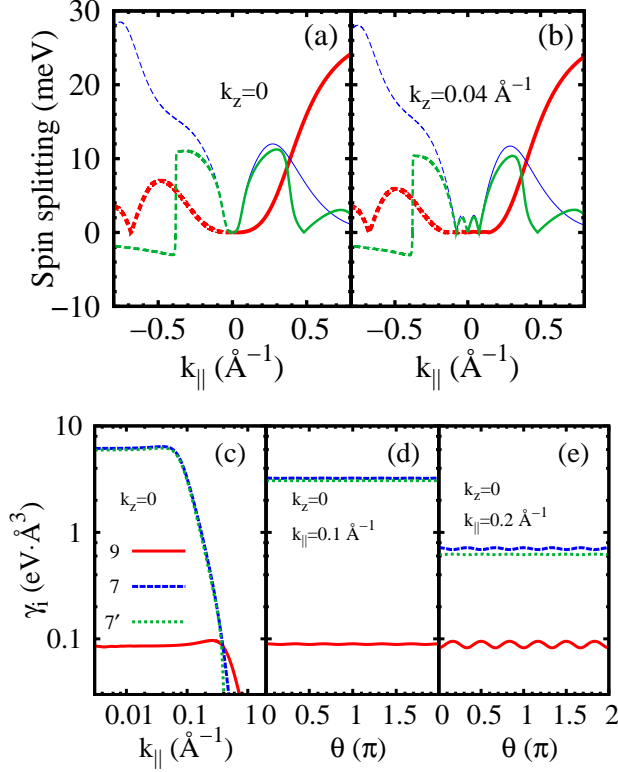 Spin splitting (meV)
30
20
10
0
−10
(a)
k_z=0
(b)
k_z=0.04 Å⁻¹
−0.5 0 0.5
−0.5 0 0.5
k_|| (Å⁻¹)
k_|| (Å⁻¹)
γ_i (eV·Å³)
10
1
0.1
(c)
k_z=0
9
7
7′
(d)
k_z=0
k_||=0.1 Å⁻¹
(e)
k_z=0
k_||=0.2 Å⁻¹
0.01 0.1 1
0 0.5 1 1.5
0 0.5 1 1.5 2
k_|| (Å⁻¹)
θ (π)
θ (π)